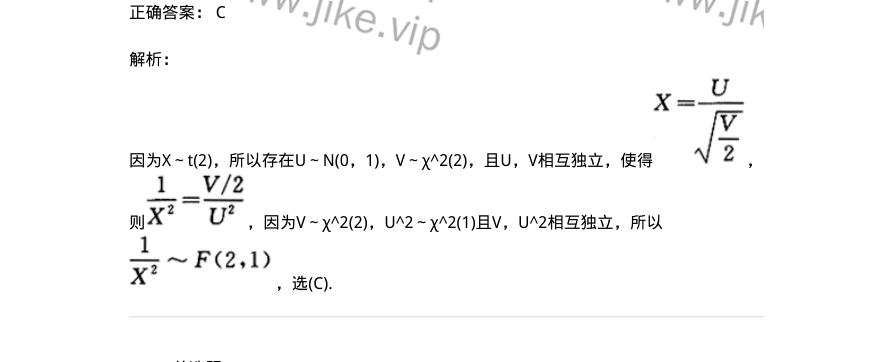 正确答案： C
www.jike.vip
解析：
因为X ~ t(2)，所以存在U ~ N(0，1)，V ~ χ^2(2)，且U，V相互独立，使得 X = U/√(V/2) ，
则 1/X² = (V/2)/U² ，因为V ~ χ^2(2)，U^2 ~ χ^2(1)且V，U^2相互独立，所以
1/X² ~ F(2,1) ，选(C).